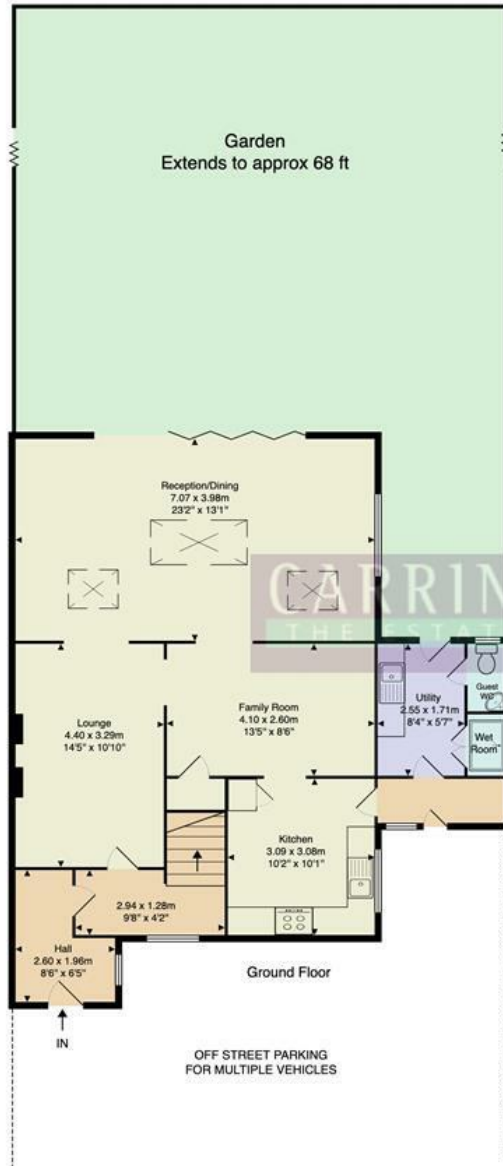 Garden
Extends to approx 68 ft
Reception/Dining
7.07 x 3.98m
23'2" x 13'1"
CARRIN
THE ESTAT
Lounge
4.40 x 3.29m
14'5" x 10'10"
Family Room
4.10 x 2.60m
13'5" x 8'6"
Utility
2.55 x 1.71m
8'4" x 5'7"
Guest
WC
Wet
Room
Kitchen
3.09 x 3.08m
10'2" x 10'1"
2.94 x 1.28m
9'8" x 4'2"
Hall
2.60 x 1.96m
8'6" x 6'5"
Ground Floor
IN
OFF STREET PARKING
FOR MULTIPLE VEHICLES